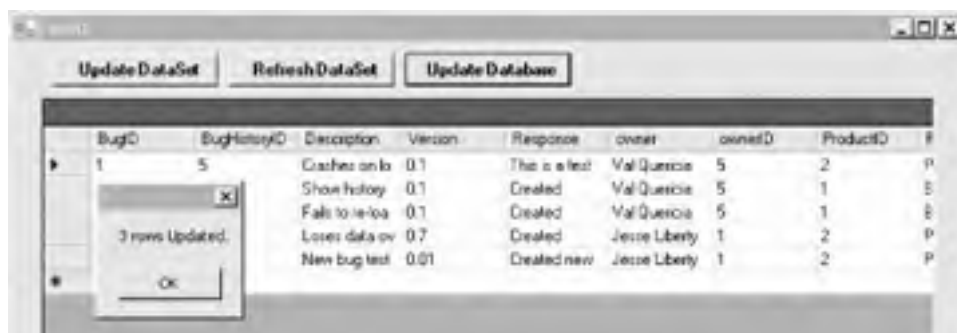 Update DataSet Refresh DataSet Update Database
BugID BugHistoryID Description Version Response owner ownerID ProductID
1 5 Crashes on lo 0.1 This is a test Val Quercia 5 2 P
Show history 0.1 Created Val Quercia 5 1
Fails to re-loa 0.1 Created Val Quercia 5 1
Loses data ov 0.7 Created Jesse Liberty 1 2 P
New bug test 0.01 Created new Jesse Liberty 1 2 P
3 rows Updated.
OK